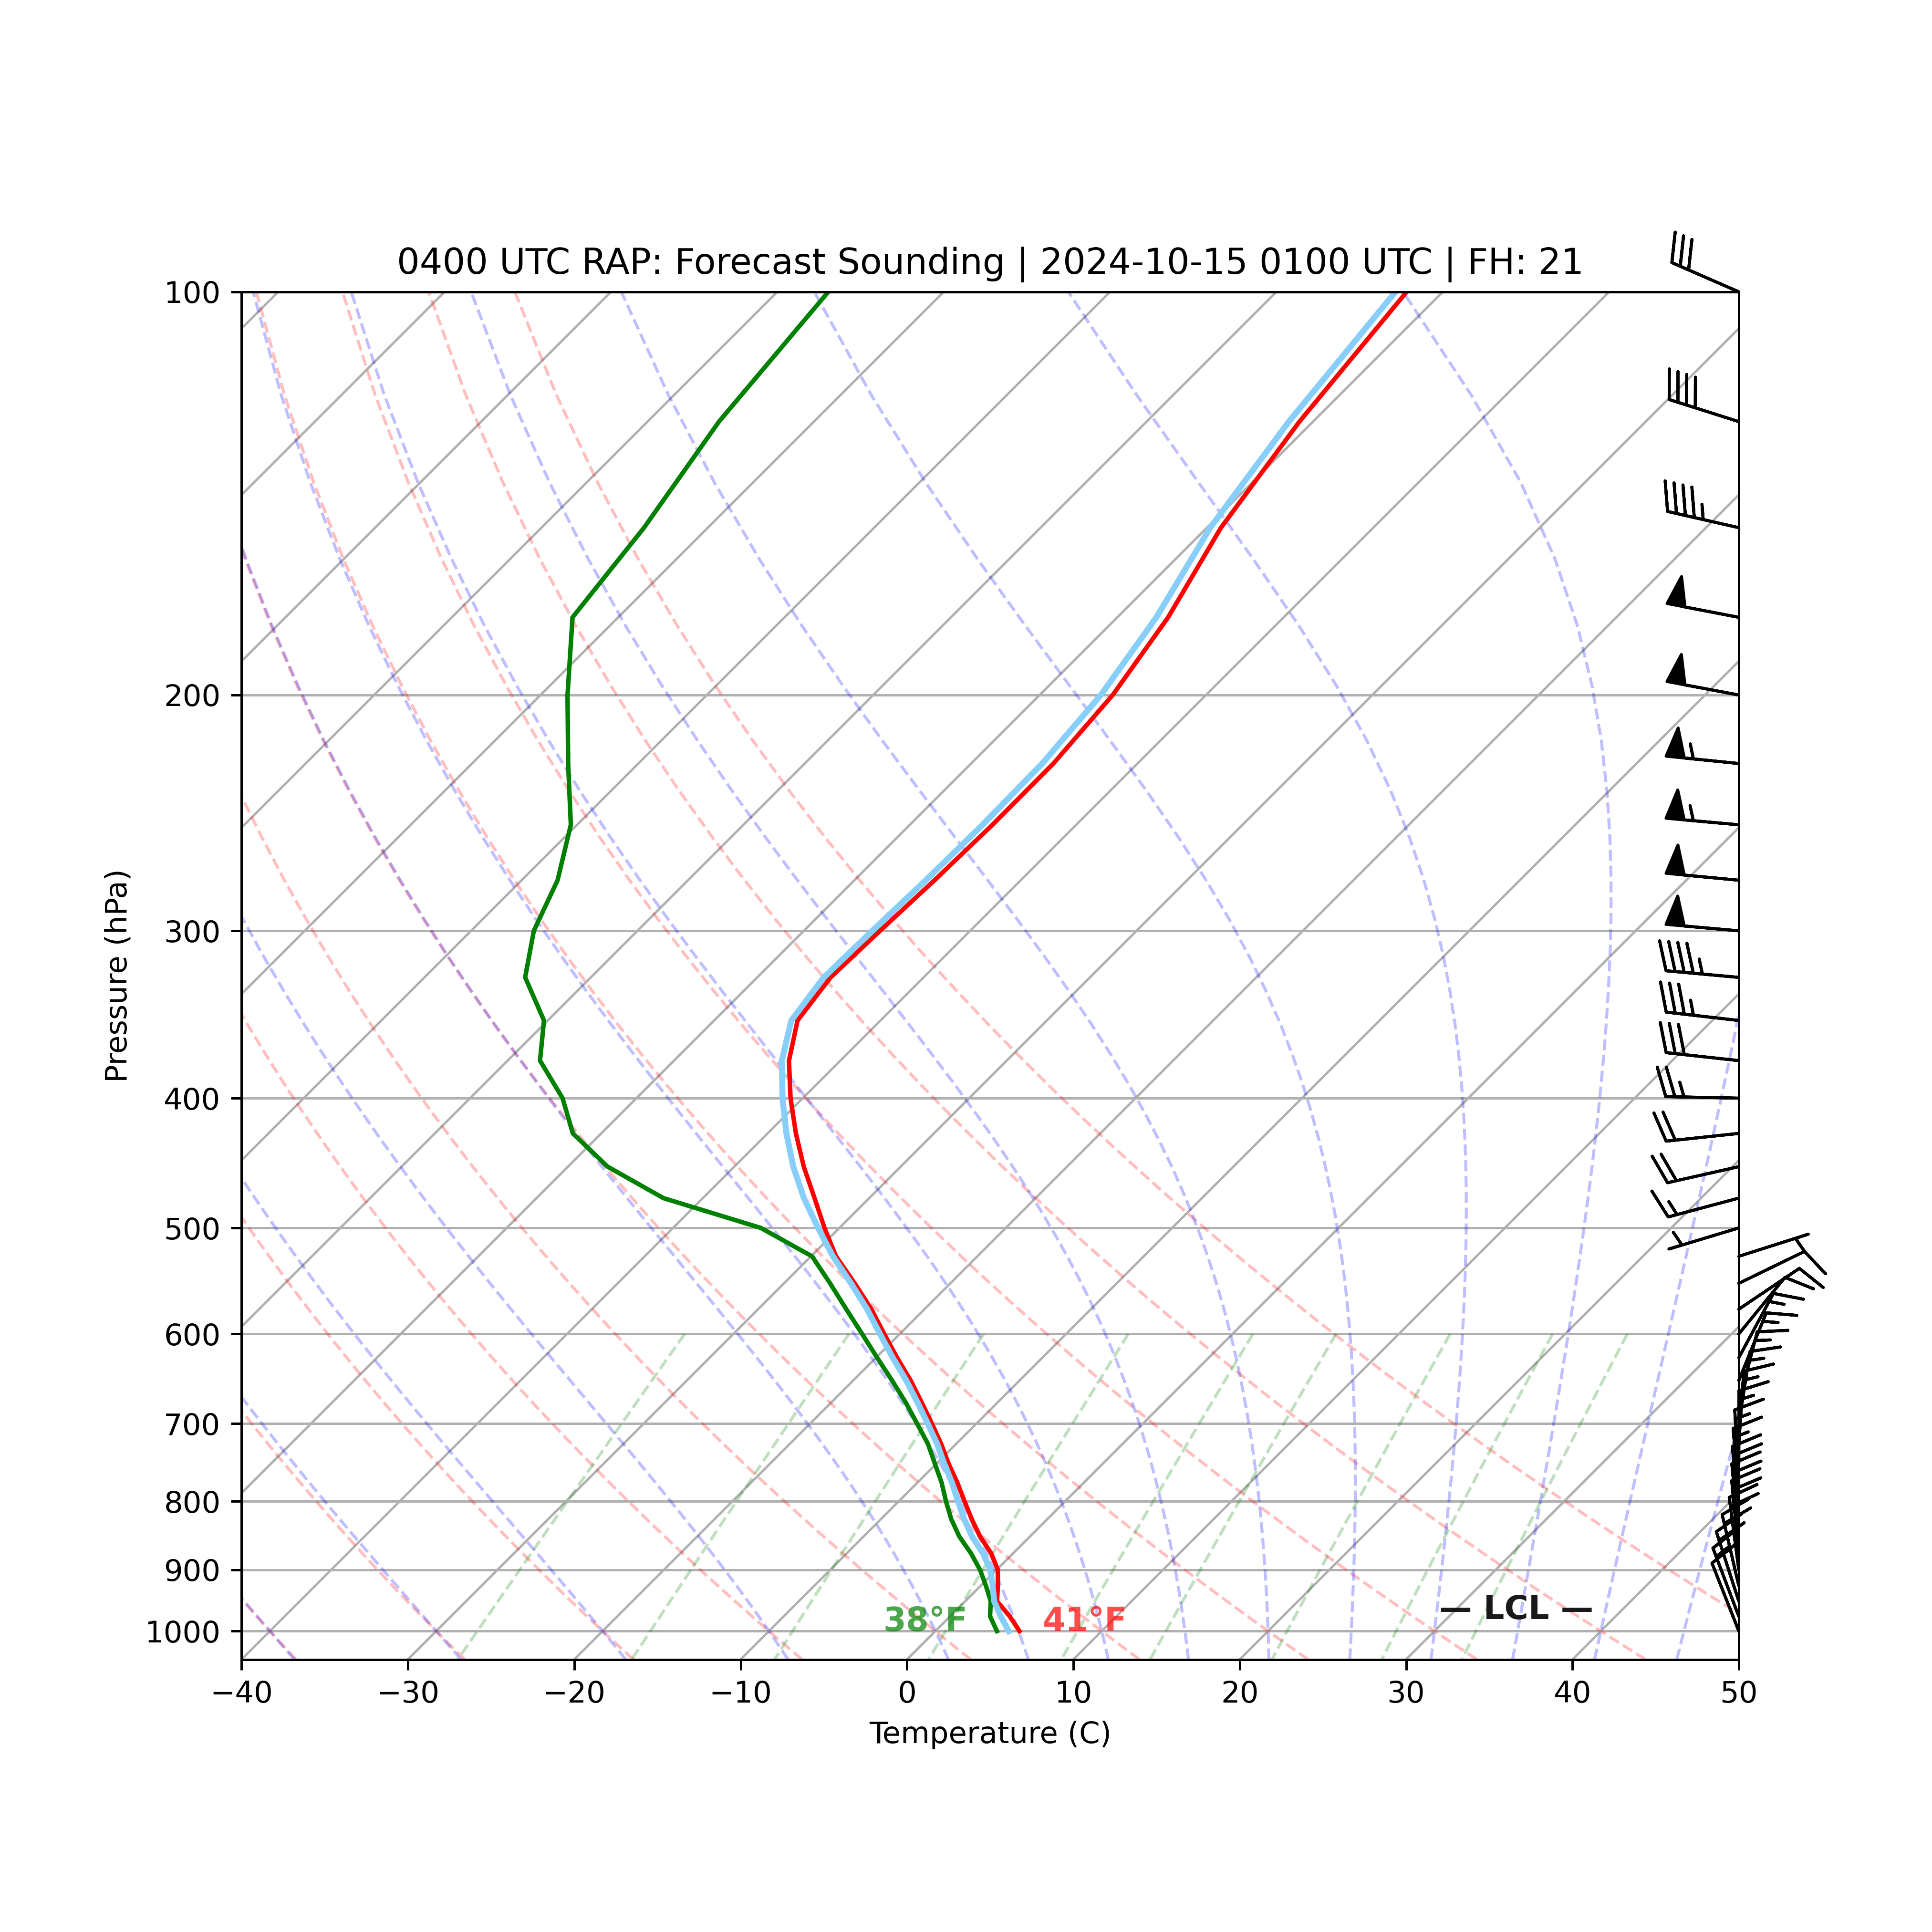 0400 UTC RAP: Forecast Sounding | 2024-10-15 0100 UTC | FH: 21
100
200
300
400
500
600
700
800
900
1000
Pressure (hPa)
38°F
41°F
— LCL —
−40 −30 −20 −10 0 10 20 30 40 50
Temperature (C)